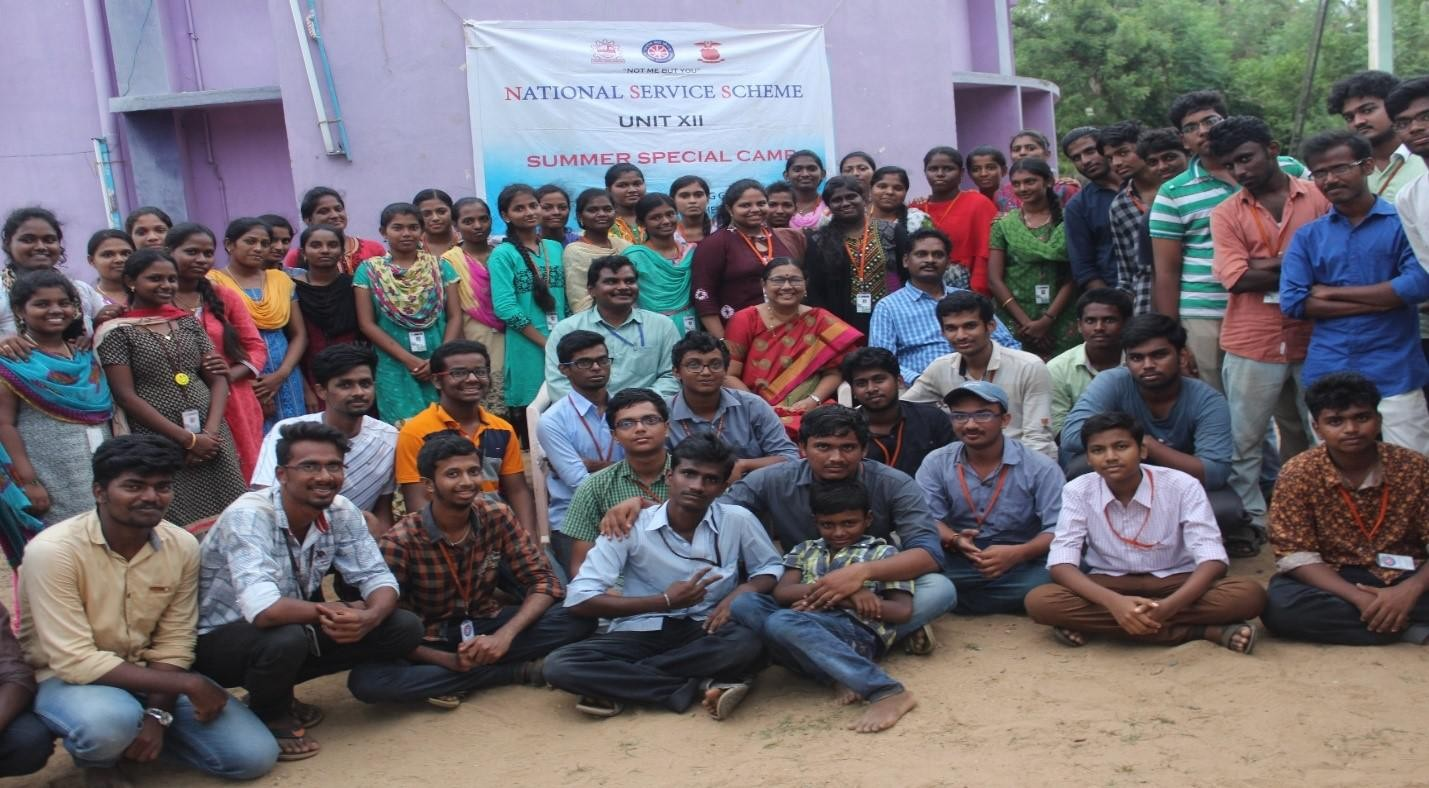 "NOT ME BUT YOU"
NATIONAL SERVICE SCHEME
UNIT XII
SUMMER SPECIAL CAMP